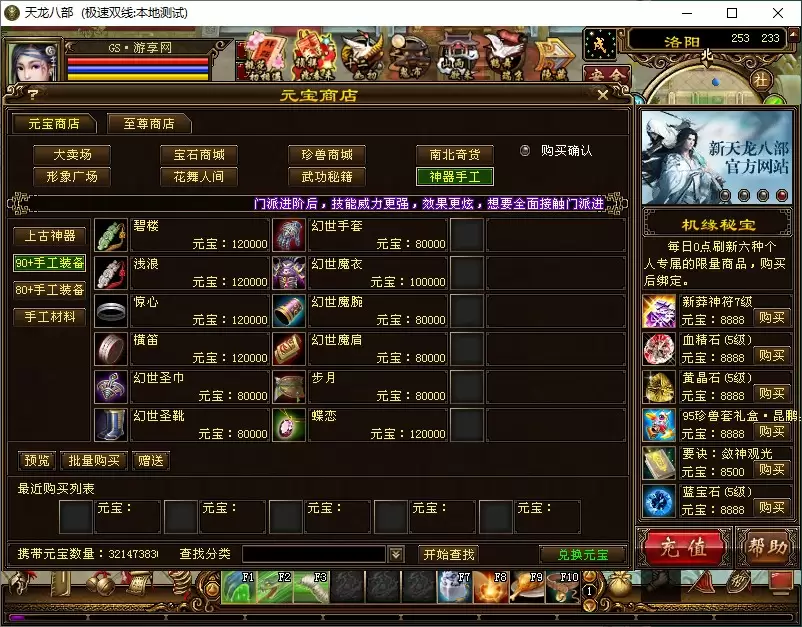 天龙八部 (极速双线:本地测试)
GS·游享网
洛阳 253 233
北
社
安全
? 元宝商店
元宝商店 至尊商店
大卖场 宝石商城 珍兽商城 南北奇货 购买确认
形象广场 花舞人间 武功秘籍 神器手工
门派进阶后，技能威力更强，效果更炫，想要全面接触门派进
上古神器
90+手工装备
80+手工装备
手工材料
碧楼 元宝：120000
幻世手套 元宝：80000
浅浪 元宝：120000
幻世魔衣 元宝：100000
惊心 元宝：120000
幻世魔腕 元宝：80000
横笛 元宝：120000
幻世魔肩 元宝：80000
幻世圣巾 元宝：80000
步月 元宝：80000
幻世圣靴 元宝：80000
蝶恋 元宝：120000
预览 批量购买 赠送
最近购买列表
元宝： 元宝： 元宝： 元宝： 元宝：
携带元宝数量：32147383 查找分类 开始查找 兑换元宝
新天龙八部
官方网站
机缘秘宝
每日0点刷新六种个
人专属的限量商品，购买
后绑定。
新莽神符7级
元宝：8888 购买
血精石(5级)
元宝：8888 购买
黄晶石(5级)
元宝：8888 购买
95珍兽套礼盒·昆鹏
元宝：8888 购买
要诀：敛神观光
元宝：8500 购买
蓝宝石(5级)
元宝：8888 购买
充值 帮助
F1 F2 F3 F7 F8 F9 F10 1